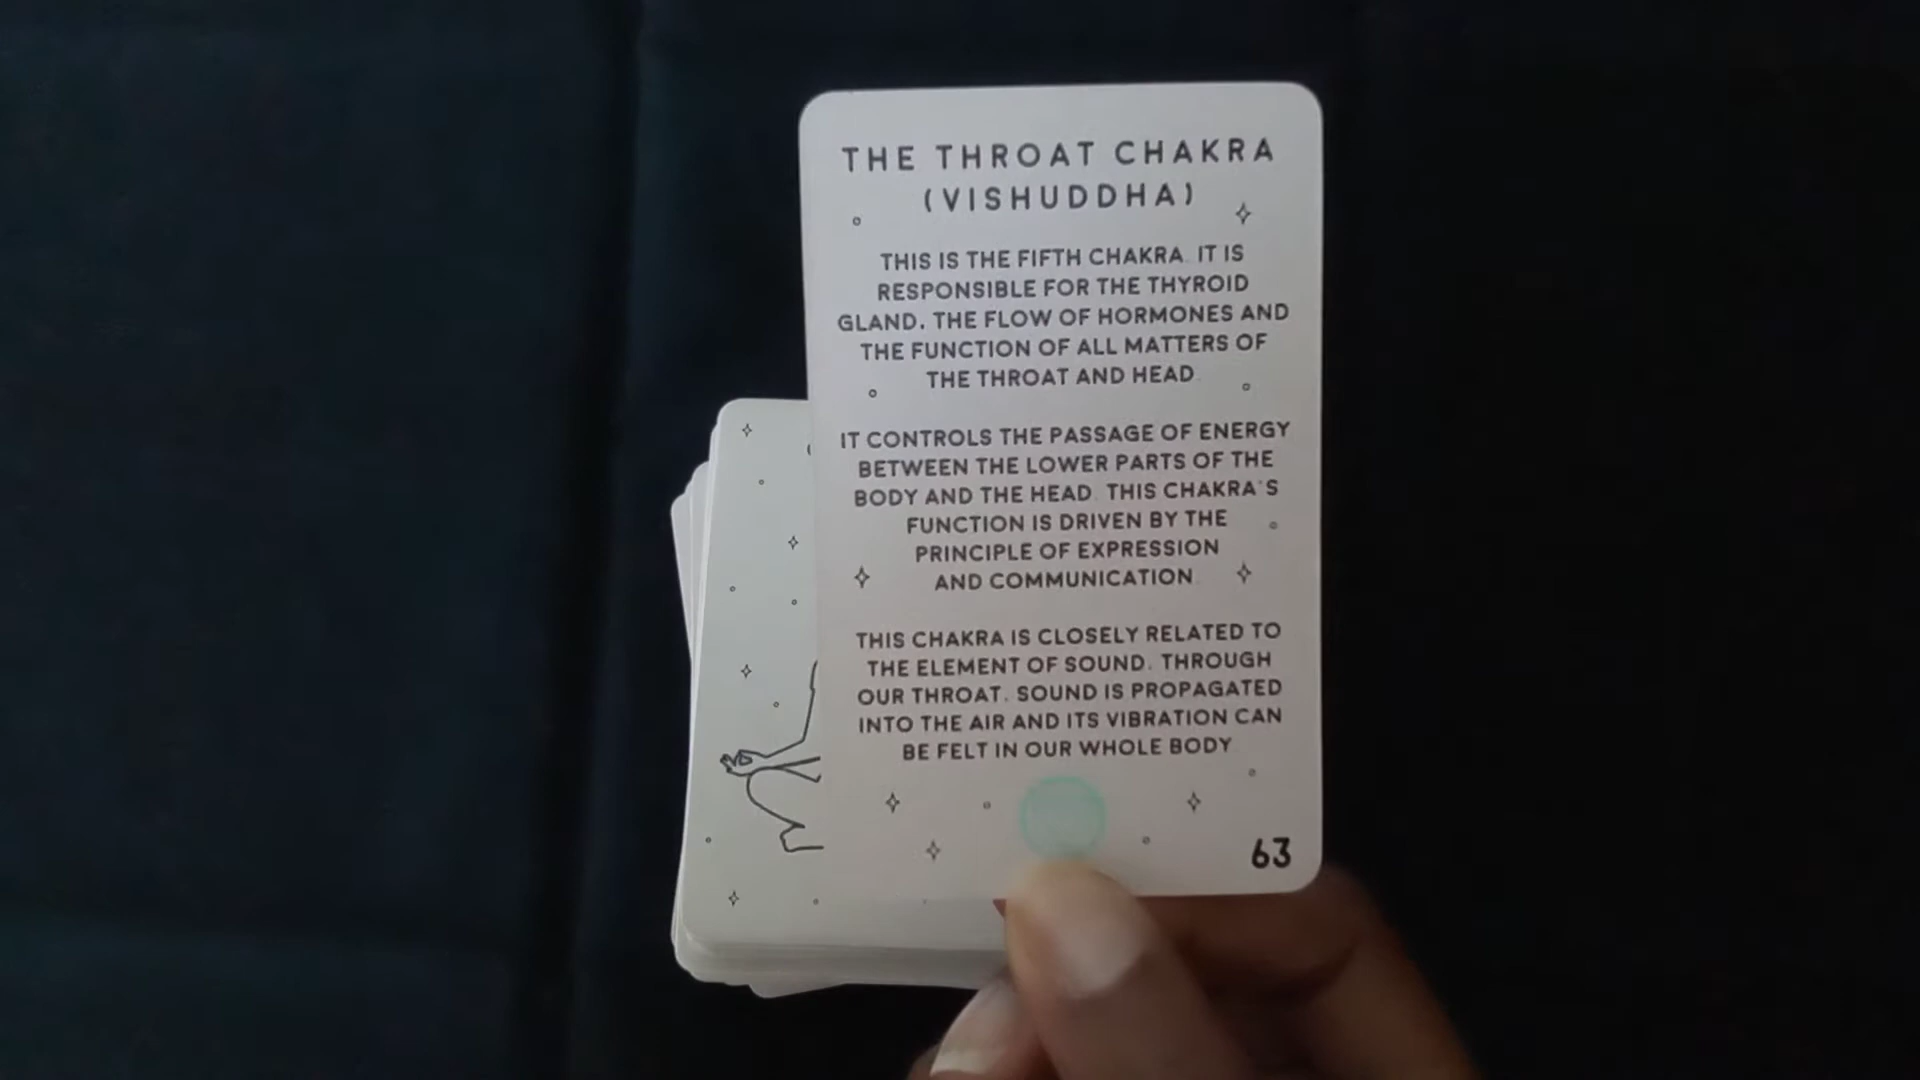 THE THROAT CHAKRA
(VISHUDDHA)
THIS IS THE FIFTH CHAKRA. IT IS
RESPONSIBLE FOR THE THYROID
GLAND. THE FLOW OF HORMONES AND
THE FUNCTION OF ALL MATTERS OF
THE THROAT AND HEAD
IT CONTROLS THE PASSAGE OF ENERGY
BETWEEN THE LOWER PARTS OF THE
BODY AND THE HEAD. THIS CHAKRA'S
FUNCTION IS DRIVEN BY THE
PRINCIPLE OF EXPRESSION
AND COMMUNICATION
THIS CHAKRA IS CLOSELY RELATED TO
THE ELEMENT OF SOUND. THROUGH
OUR THROAT. SOUND IS PROPAGATED
INTO THE AIR AND ITS VIBRATION CAN
BE FELT IN OUR WHOLE BODY
63